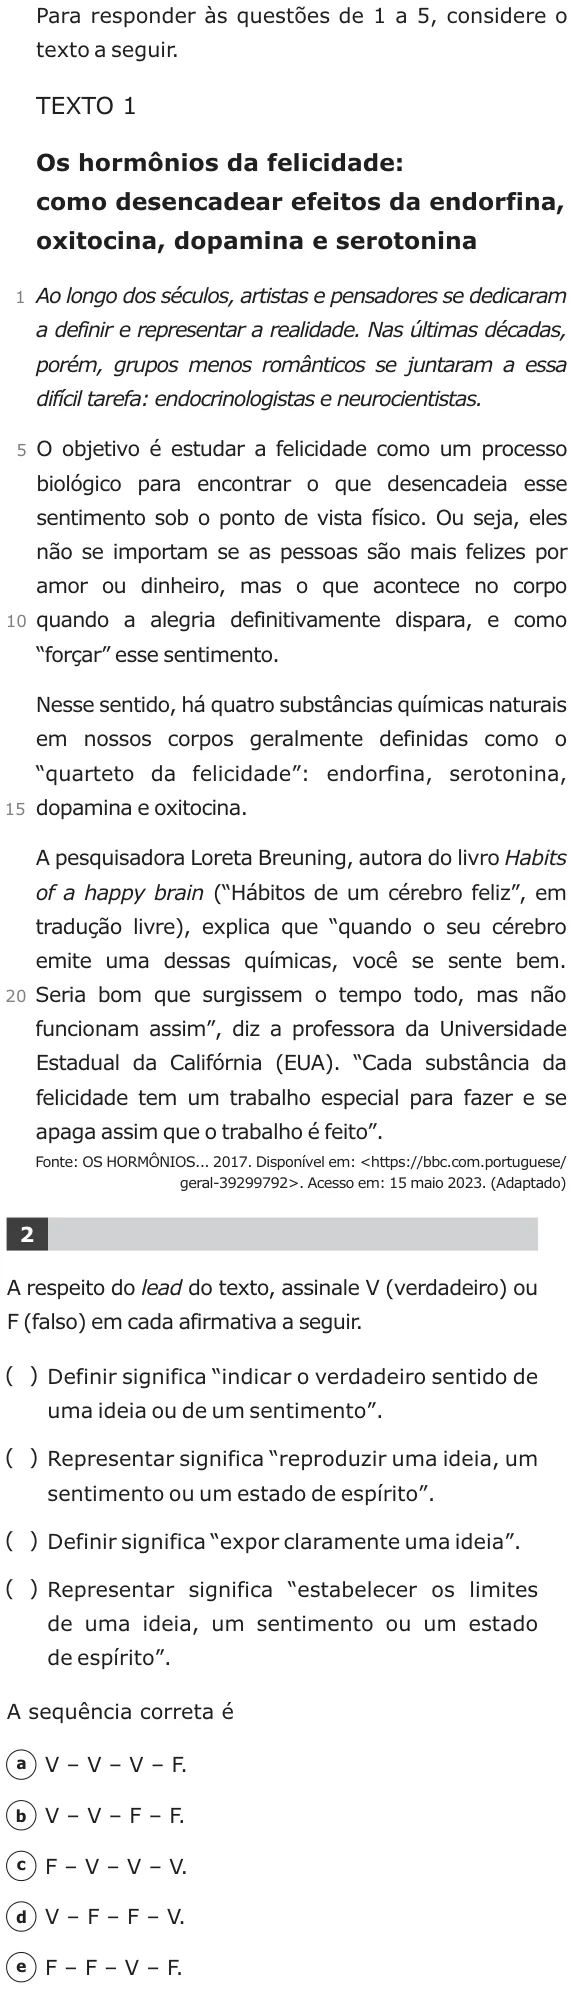 Para responder às questões de 1 a 5, considere o
texto a seguir.
TEXTO 1
Os hormônios da felicidade:
como desencadear efeitos da endorfina,
oxitocina, dopamina e serotonina
1 Ao longo dos séculos, artistas e pensadores se dedicaram
a definir e representar a realidade. Nas últimas décadas,
porém, grupos menos românticos se juntaram a essa
difícil tarefa: endocrinologistas e neurocientistas.
5 O objetivo é estudar a felicidade como um processo
biológico para encontrar o que desencadeia esse
sentimento sob o ponto de vista físico. Ou seja, eles
não se importam se as pessoas são mais felizes por
amor ou dinheiro, mas o que acontece no corpo
10 quando a alegria definitivamente dispara, e como
“forçar” esse sentimento.
Nesse sentido, há quatro substâncias químicas naturais
em nossos corpos geralmente definidas como o
“quarteto da felicidade”: endorfina, serotonina,
15 dopamina e oxitocina.
A pesquisadora Loreta Breuning, autora do livro Habits
of a happy brain (“Hábitos de um cérebro feliz”, em
tradução livre), explica que “quando o seu cérebro
emite uma dessas químicas, você se sente bem.
20 Seria bom que surgissem o tempo todo, mas não
funcionam assim”, diz a professora da Universidade
Estadual da Califórnia (EUA). “Cada substância da
felicidade tem um trabalho especial para fazer e se
apaga assim que o trabalho é feito”.
Fonte: OS HORMÔNIOS... 2017. Disponível em: <https://bbc.com.portuguese/
geral-39299792>. Acesso em: 15 maio 2023. (Adaptado)
2
A respeito do lead do texto, assinale V (verdadeiro) ou
F (falso) em cada afirmativa a seguir.
( ) Definir significa “indicar o verdadeiro sentido de
uma ideia ou de um sentimento”.
( ) Representar significa “reproduzir uma ideia, um
sentimento ou um estado de espírito”.
( ) Definir significa “expor claramente uma ideia”.
( ) Representar significa “estabelecer os limites
de uma ideia, um sentimento ou um estado
de espírito”.
A sequência correta é
a V – V – V – F.
b V – V – F – F.
c F – V – V – V.
d V – F – F – V.
e F – F – V – F.